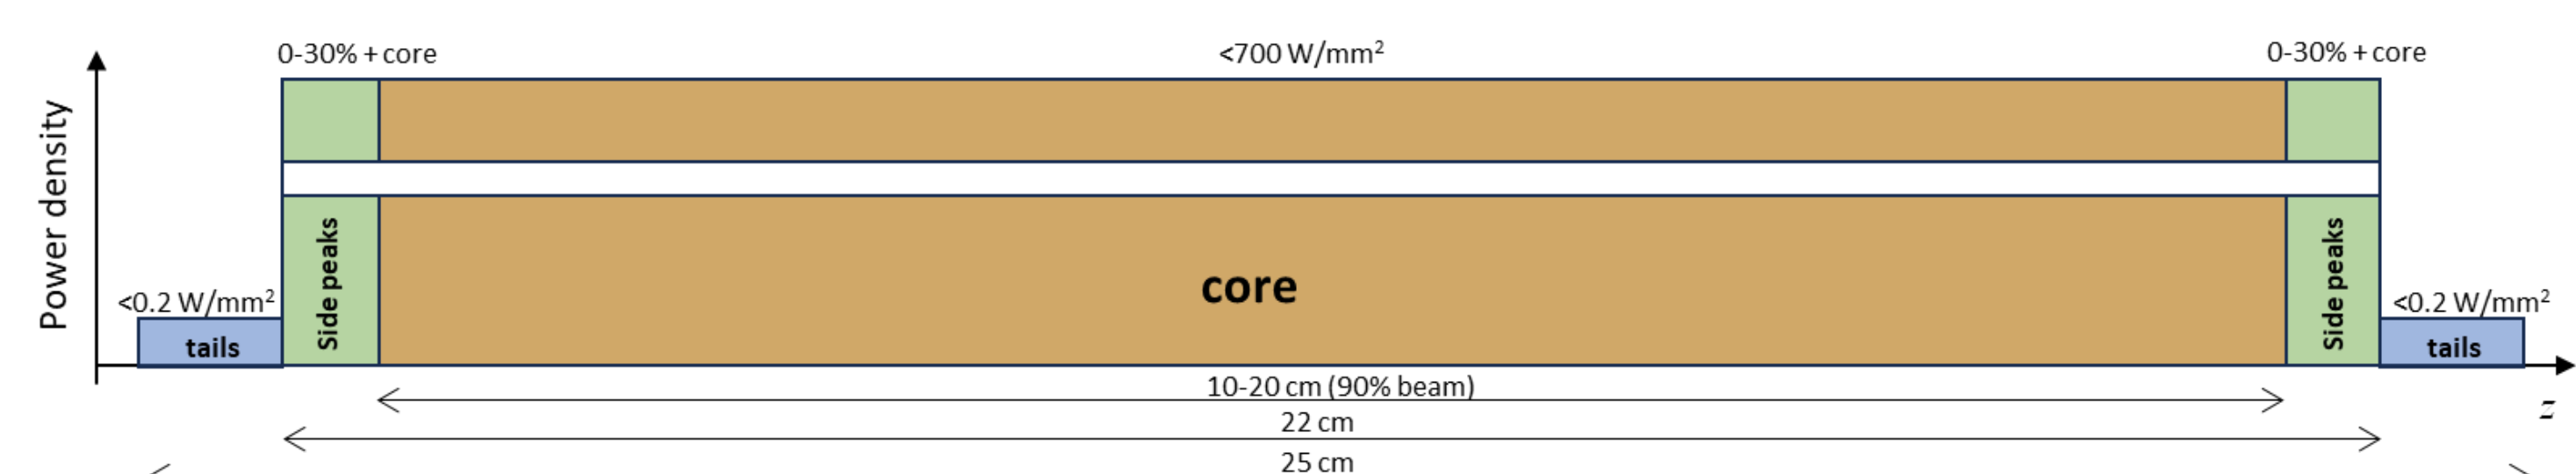 0-30% + core
<700 W/mm²
0-30% + core
Power density
Side peaks
core
Side peaks
<0.2 W/mm²
tails
<0.2 W/mm²
tails
10-20 cm (90% beam)
z
22 cm
25 cm